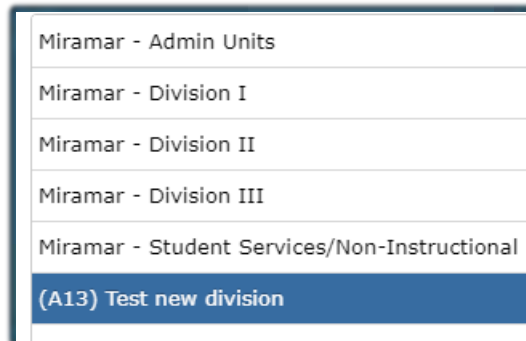 Miramar - Admin Units
Miramar - Division I
Miramar - Division II
Miramar - Division III
Miramar - Student Services/Non-Instructional
(A13) Test new division